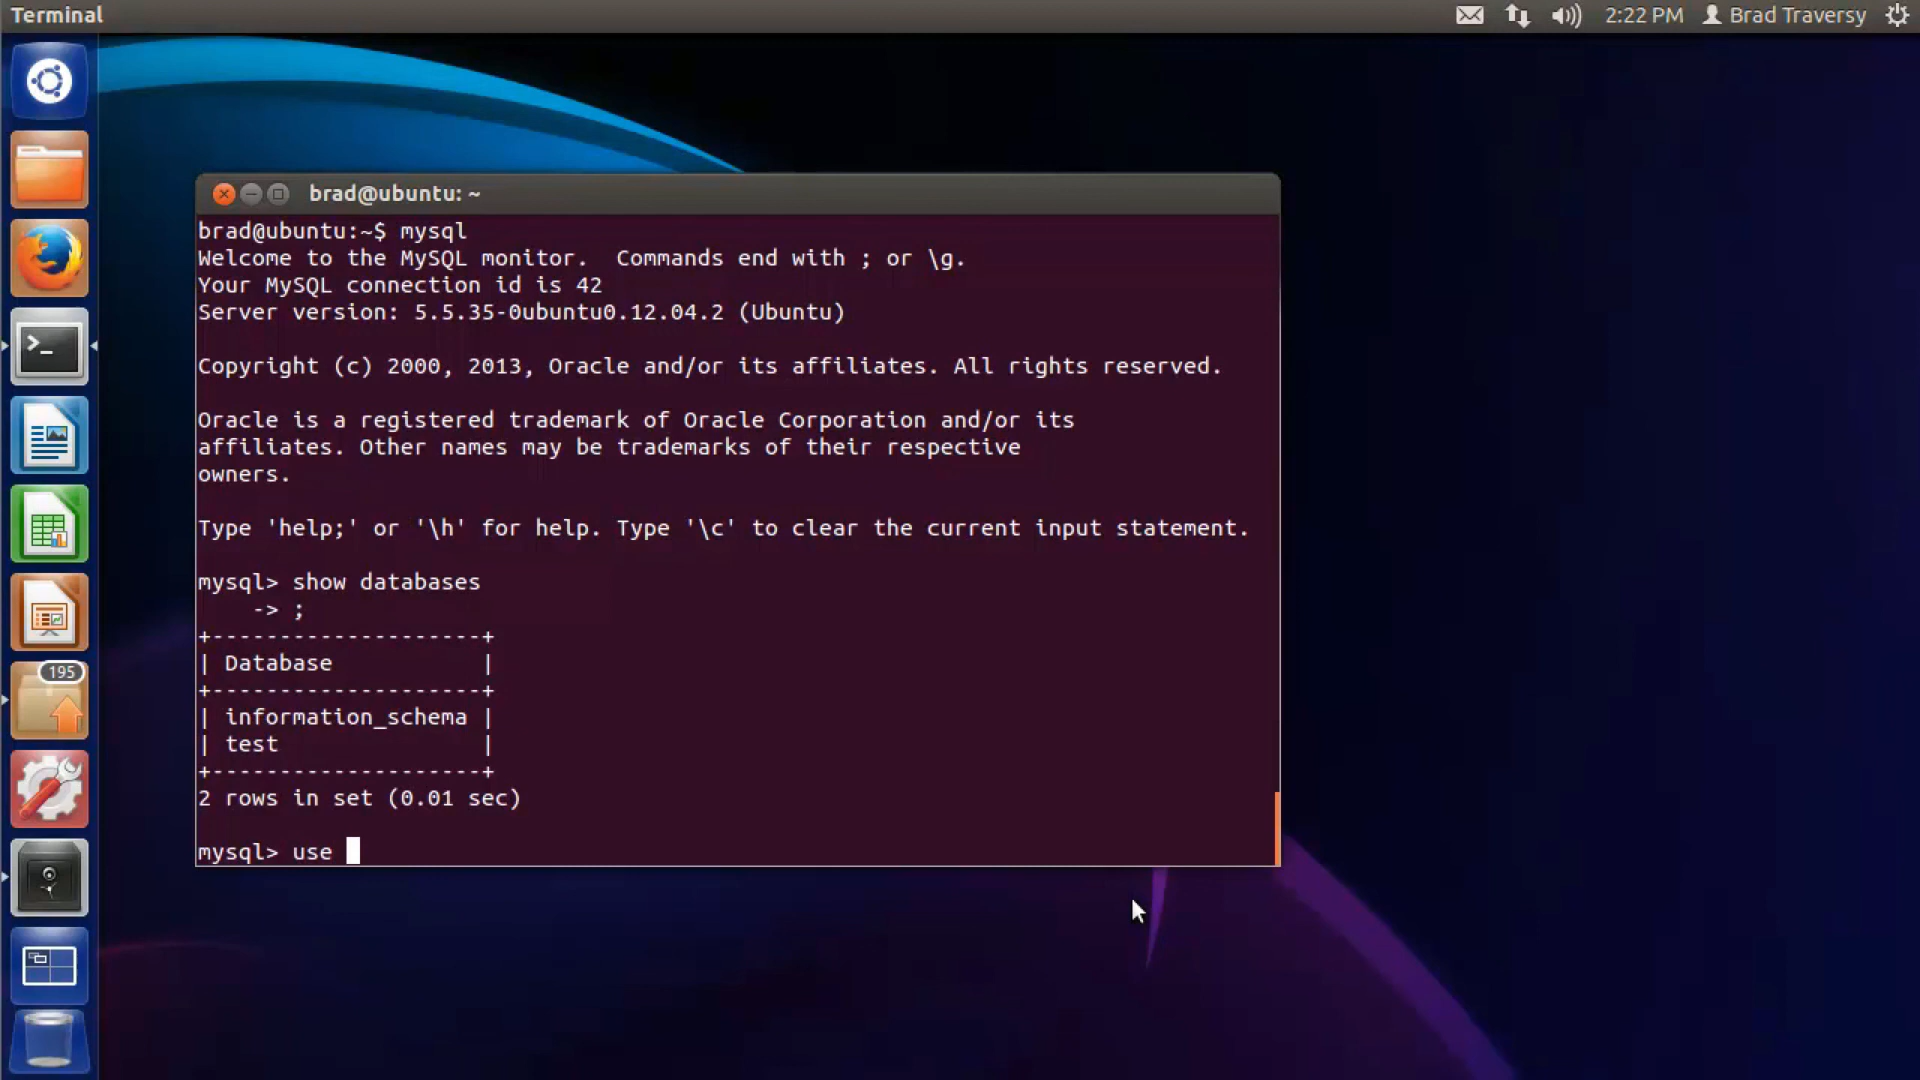 Terminal
2:22 PM Brad Traversy
brad@ubuntu: ~
brad@ubuntu:~$ mysql
Welcome to the MySQL monitor.  Commands end with ; or \g.
Your MySQL connection id is 42
Server version: 5.5.35-0ubuntu0.12.04.2 (Ubuntu)
Copyright (c) 2000, 2013, Oracle and/or its affiliates. All rights reserved.
Oracle is a registered trademark of Oracle Corporation and/or its
affiliates. Other names may be trademarks of their respective
owners.
Type 'help;' or '\h' for help. Type '\c' to clear the current input statement.
mysql> show databases
    -> ;
+--------------------+
| Database           |
+--------------------+
| information_schema |
| test               |
+--------------------+
2 rows in set (0.01 sec)
mysql> use
195